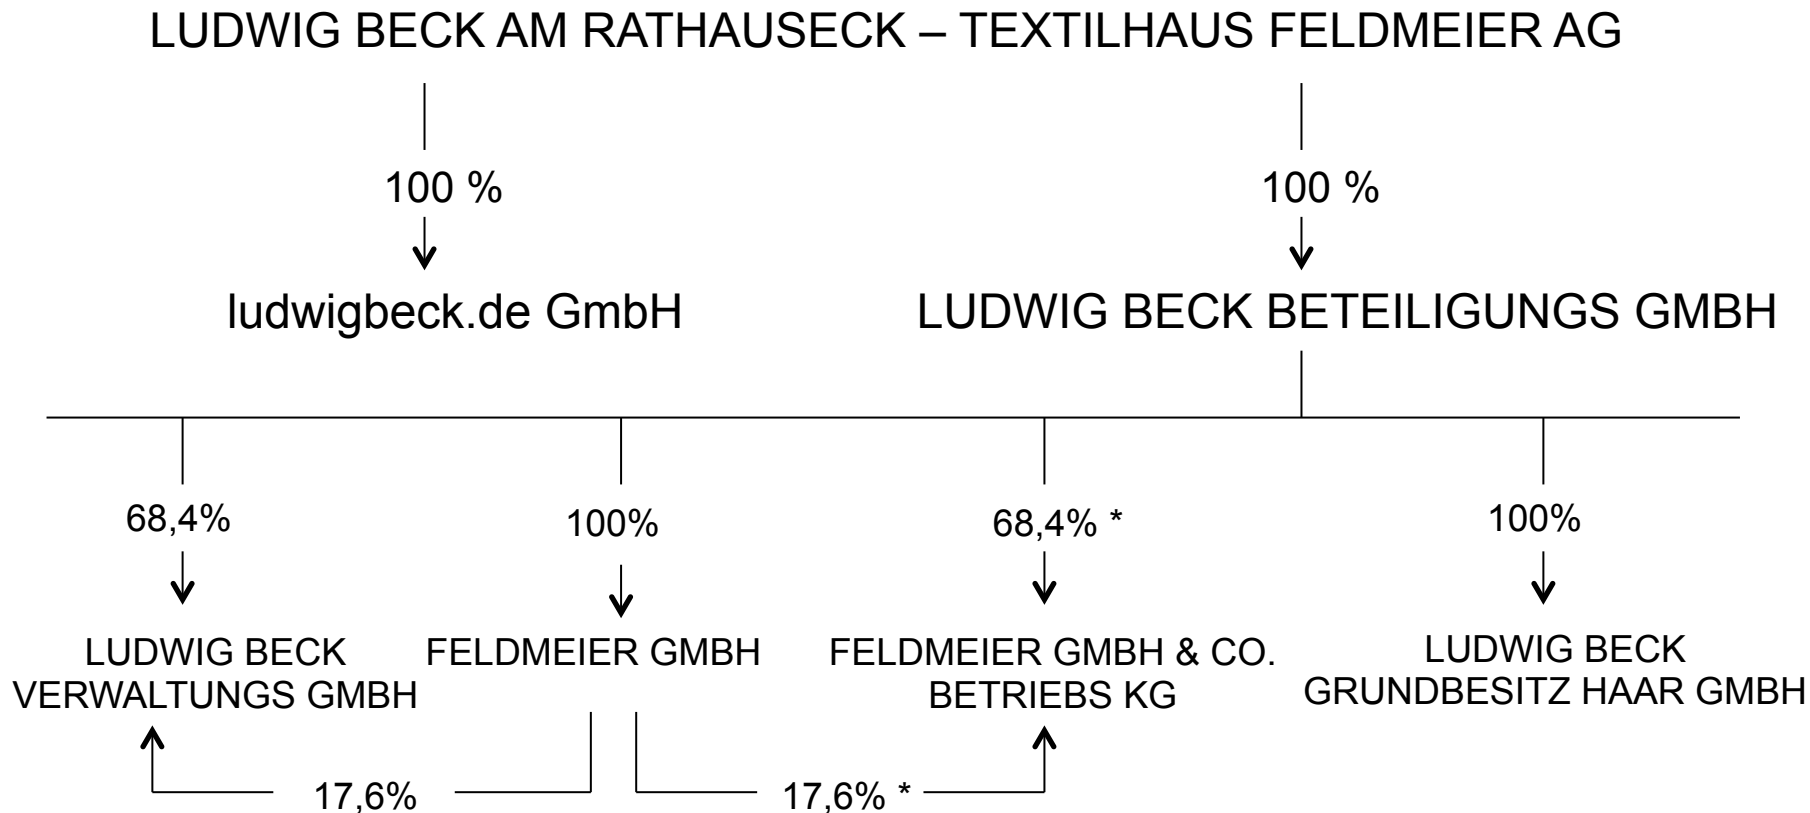 LUDWIG BECK AM RATHAUSECK – TEXTILHAUS FELDMEIER AG
100 %
100 %
ludwigbeck.de GmbH
LUDWIG BECK BETEILIGUNGS GMBH
68,4%
100%
68,4% *
100%
LUDWIG BECK
VERWALTUNGS GMBH
FELDMEIER GMBH
FELDMEIER GMBH & CO.
BETRIEBS KG
LUDWIG BECK
GRUNDBESITZ HAAR GMBH
17,6%
17,6% *